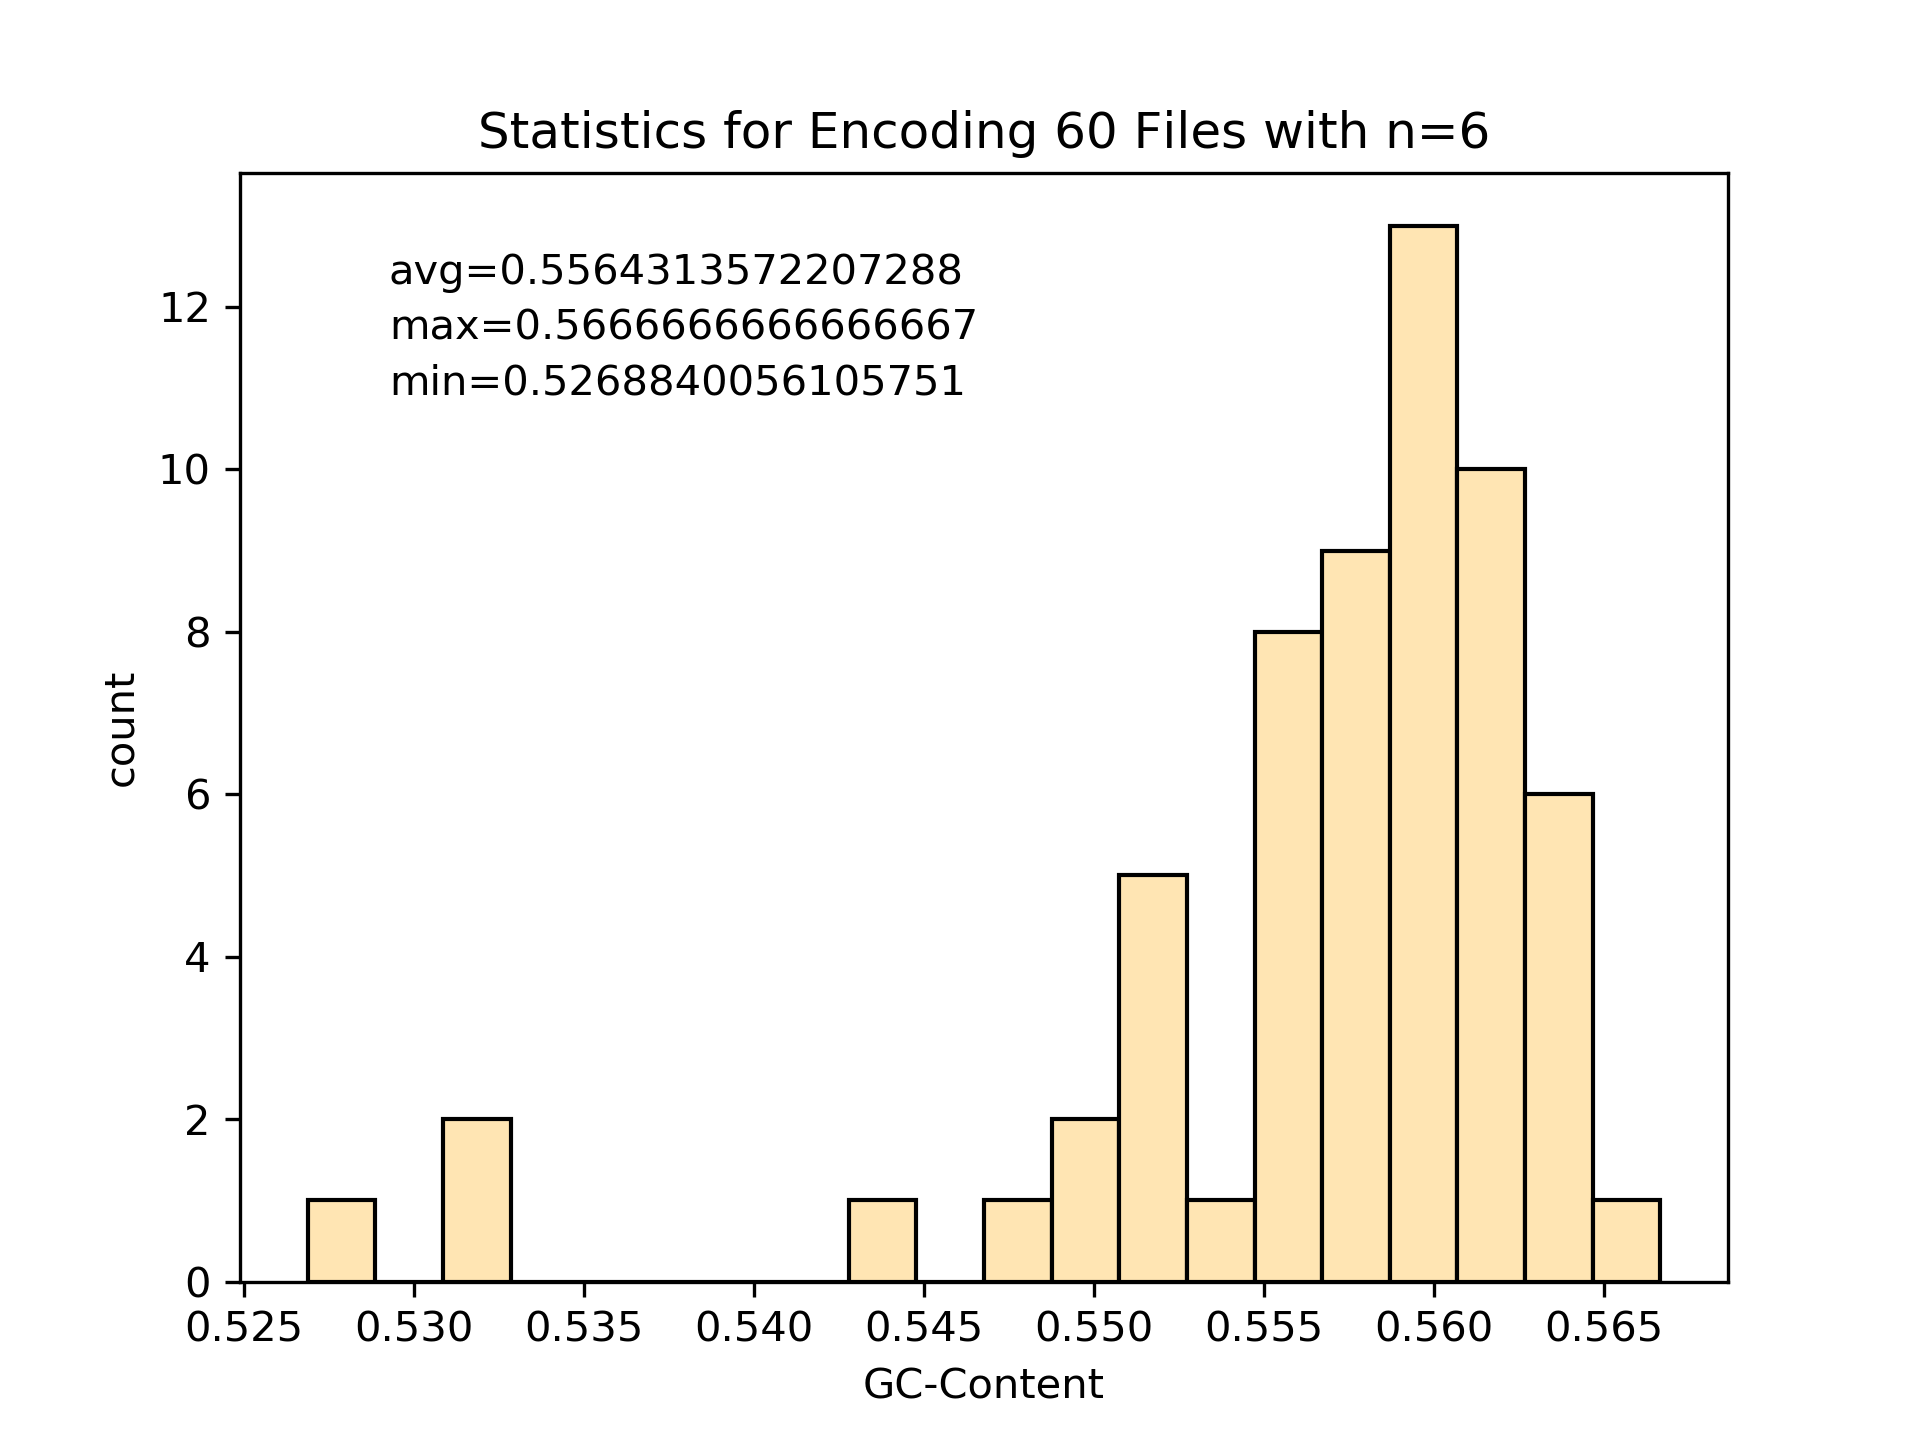 Statistics for Encoding 60 Files with n=6
avg=0.5564313572207288
max=0.5666666666666667
min=0.5268840056105751
12
10
8
6
4
2
0
count
0.525 0.530 0.535 0.540 0.545 0.550 0.555 0.560 0.565
GC-Content